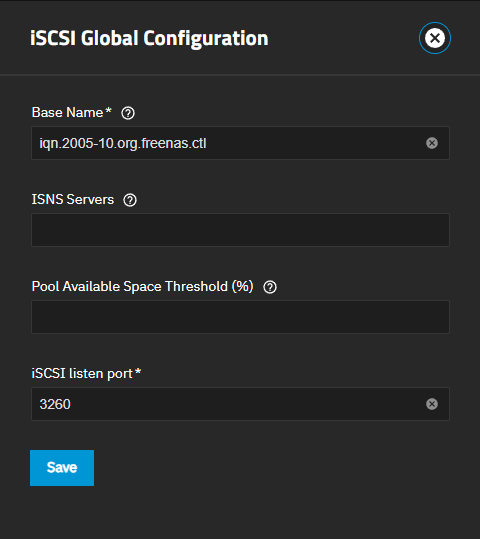 iSCSI Global Configuration
Base Name *
iqn.2005-10.org.freenas.ctl
ISNS Servers
Pool Available Space Threshold (%)
iSCSI listen port *
3260
Save